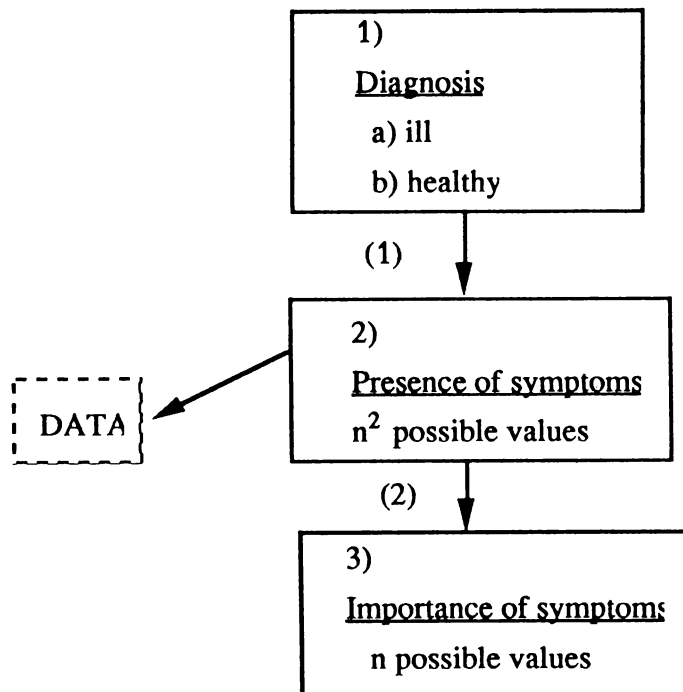 1)
Diagnosis
a) ill
b) healthy
(1)
2)
Presence of symptoms
n² possible values
DATA
(2)
3)
Importance of symptoms
n possible values